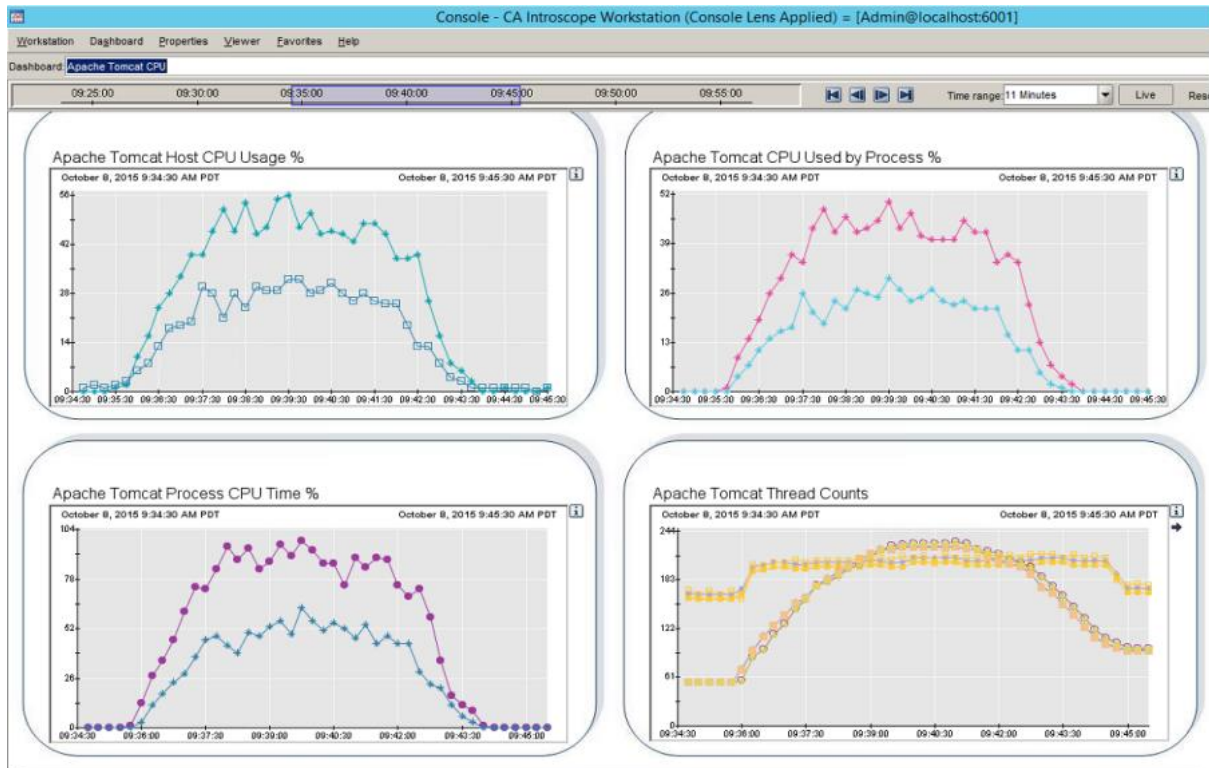 Console - CA Introscope Workstation (Console Lens Applied) = [Admin@localhost:6001]
Workstation Dashboard Properties Viewer Favorites Help
Dashboard: Apache Tomcat CPU
09:25:00 09:30:00 09:35:00 09:40:00 09:45:00 09:50:00 09:55:00 Time range: 11 Minutes Live Reso
Apache Tomcat Host CPU Usage %
October 8, 2015 9:34:30 AM PDT October 8, 2015 9:45:30 AM PDT
56
42
28
14
0
09:34:30 09:35:30 09:36:30 09:37:30 09:38:30 09:39:30 09:40:30 09:41:30 09:42:30 09:43:30 09:44:30 09:45:30
Apache Tomcat CPU Used by Process %
October 8, 2015 9:34:30 AM PDT October 8, 2015 9:45:30 AM PDT
52
39
26
13
0
09:34:30 09:35:30 09:36:30 09:37:30 09:38:30 09:39:30 09:40:30 09:41:30 09:42:30 09:43:30 09:44:30 09:45:30
Apache Tomcat Process CPU Time %
October 8, 2015 9:34:30 AM PDT October 8, 2015 9:45:30 AM PDT
104
78
52
26
0
09:34:30 09:36:00 09:37:30 09:39:00 09:40:30 09:42:00 09:43:30 09:45:00
Apache Tomcat Thread Counts
October 8, 2015 9:34:30 AM PDT October 8, 2015 9:45:30 AM PDT
244
183
122
61
0
09:34:30 09:36:00 09:37:30 09:39:00 09:40:30 09:42:00 09:43:30 09:45:00